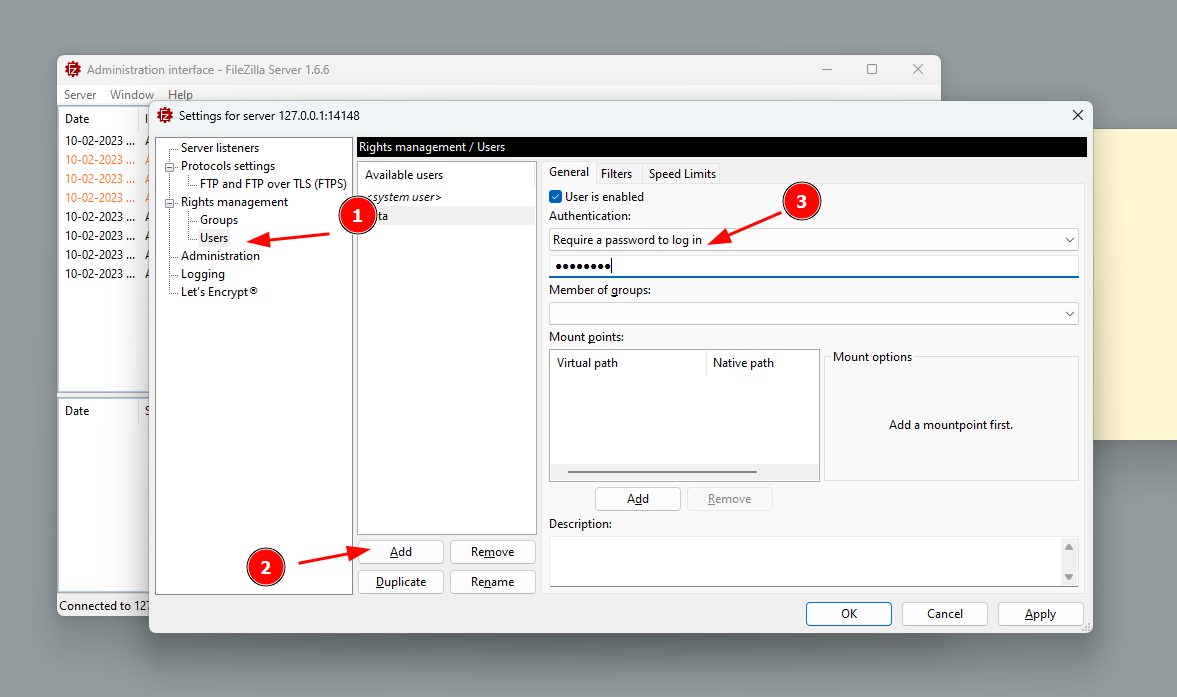 Administration interface - FileZilla Server 1.6.6
Server Window Help
Date
10-02-2023 ...
10-02-2023 ...
10-02-2023 ...
10-02-2023 ...
10-02-2023 ...
10-02-2023 ...
10-02-2023 ...
10-02-2023 ...
Date
Connected to 127
Settings for server 127.0.0.1:14148
Server listeners
Protocols settings
FTP and FTP over TLS (FTPS)
Rights management
Groups
Users
Administration
Logging
Let's Encrypt®
1
Rights management / Users
Available users
<system user>
2
Add Remove
Duplicate Rename
General Filters Speed Limits
User is enabled
3
Authentication:
Require a password to log in
●●●●●●●●
Member of groups:
Mount points:
Virtual path Native path
Mount options
Add a mountpoint first.
Add Remove
Description:
OK Cancel Apply